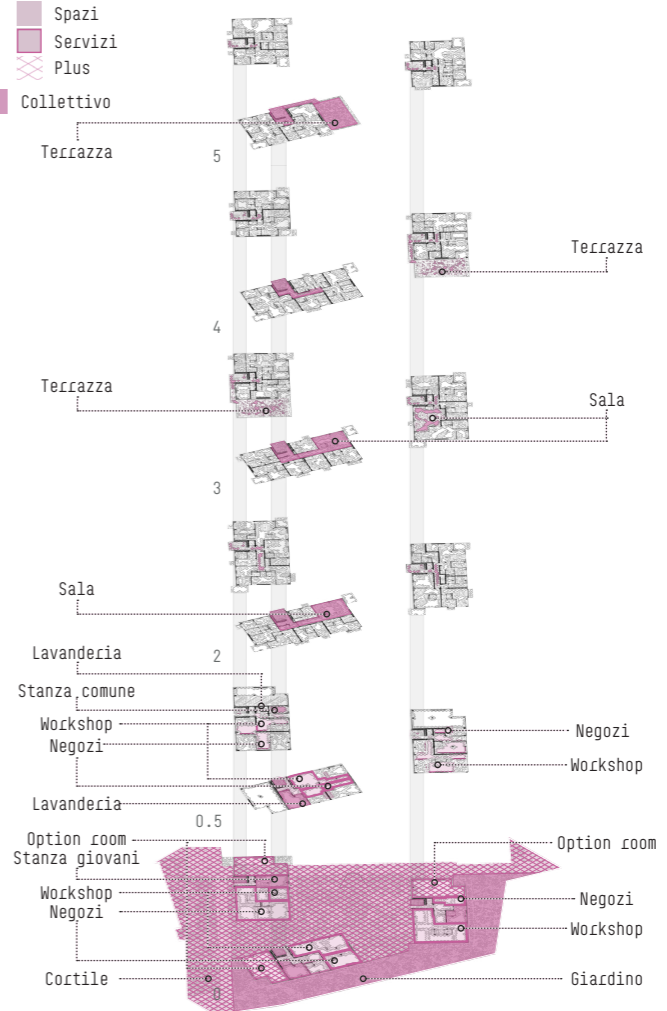 Spazi
Servizi
Plus
Collettivo
Terrazza
5
Terrazza
4
Terrazza
Sala
3
Sala
2
Lavanderia
Stanza comune
Workshop
Negozi
Negozi
Workshop
Lavanderia
0.5
Option room
Option room
Stanza giovani
Workshop
Negozi
Negozi
Workshop
Cortile
Giardino
0